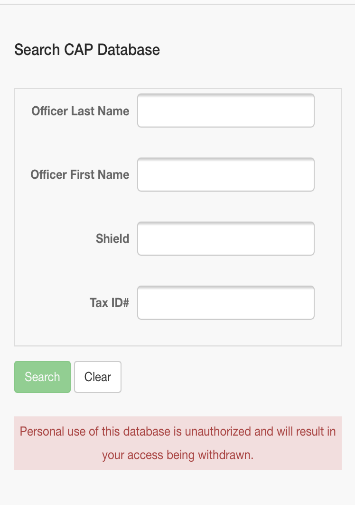 Search CAP Database
Officer Last Name
Officer First Name
Shield
Tax ID#
Search Clear
Personal use of this database is unauthorized and will result in
your access being withdrawn.